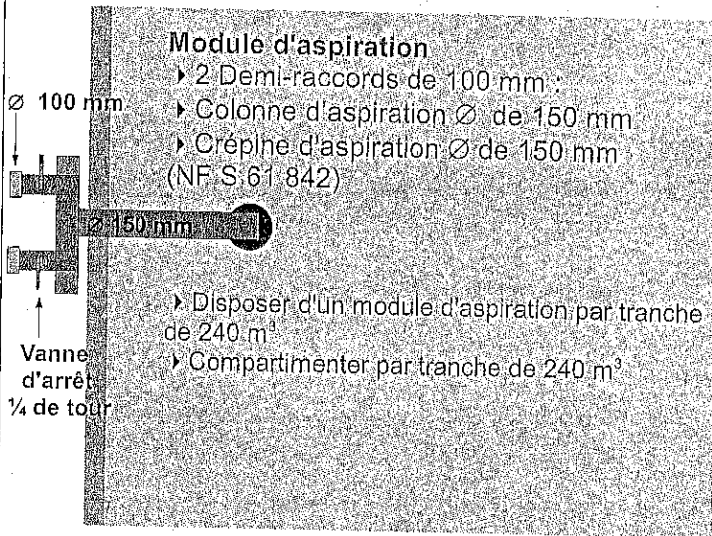 Module d'aspiration
▸ 2 Demi-raccords de 100 mm :
▸ Colonne d'aspiration ∅ de 150 mm
▸ Crépine d'aspiration ∅ de 150 mm
(NF S 61 842)
∅ 100 mm
∅ 150 mm
▸ Disposer d'un module d'aspiration par tranche
de 240 m³
▸ Compartimenter par tranche de 240 m³
Vanne
d'arrêt
¼ de tour